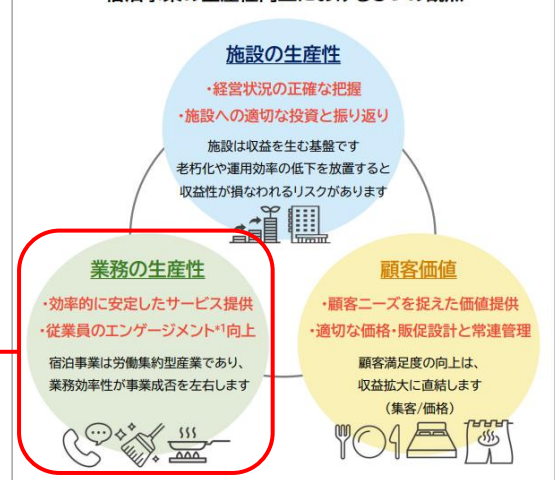 施設の生産性
・経営状況の正確な把握
・施設への適切な投資と振り返り
施設は収益を生む基盤です
老朽化や運用効率の低下を放置すると
収益性が損なわれるリスクがあります
業務の生産性
・効率的に安定したサービス提供
・従業員のエンゲージメント*1向上
宿泊事業は労働集約型産業であり、
業務効率性が事業成否を左右します
顧客価値
・顧客ニーズを捉えた価値提供
・適切な価格・販促設計と常連管理
顧客満足度の向上は、
収益拡大に直結します
（集客/価格）